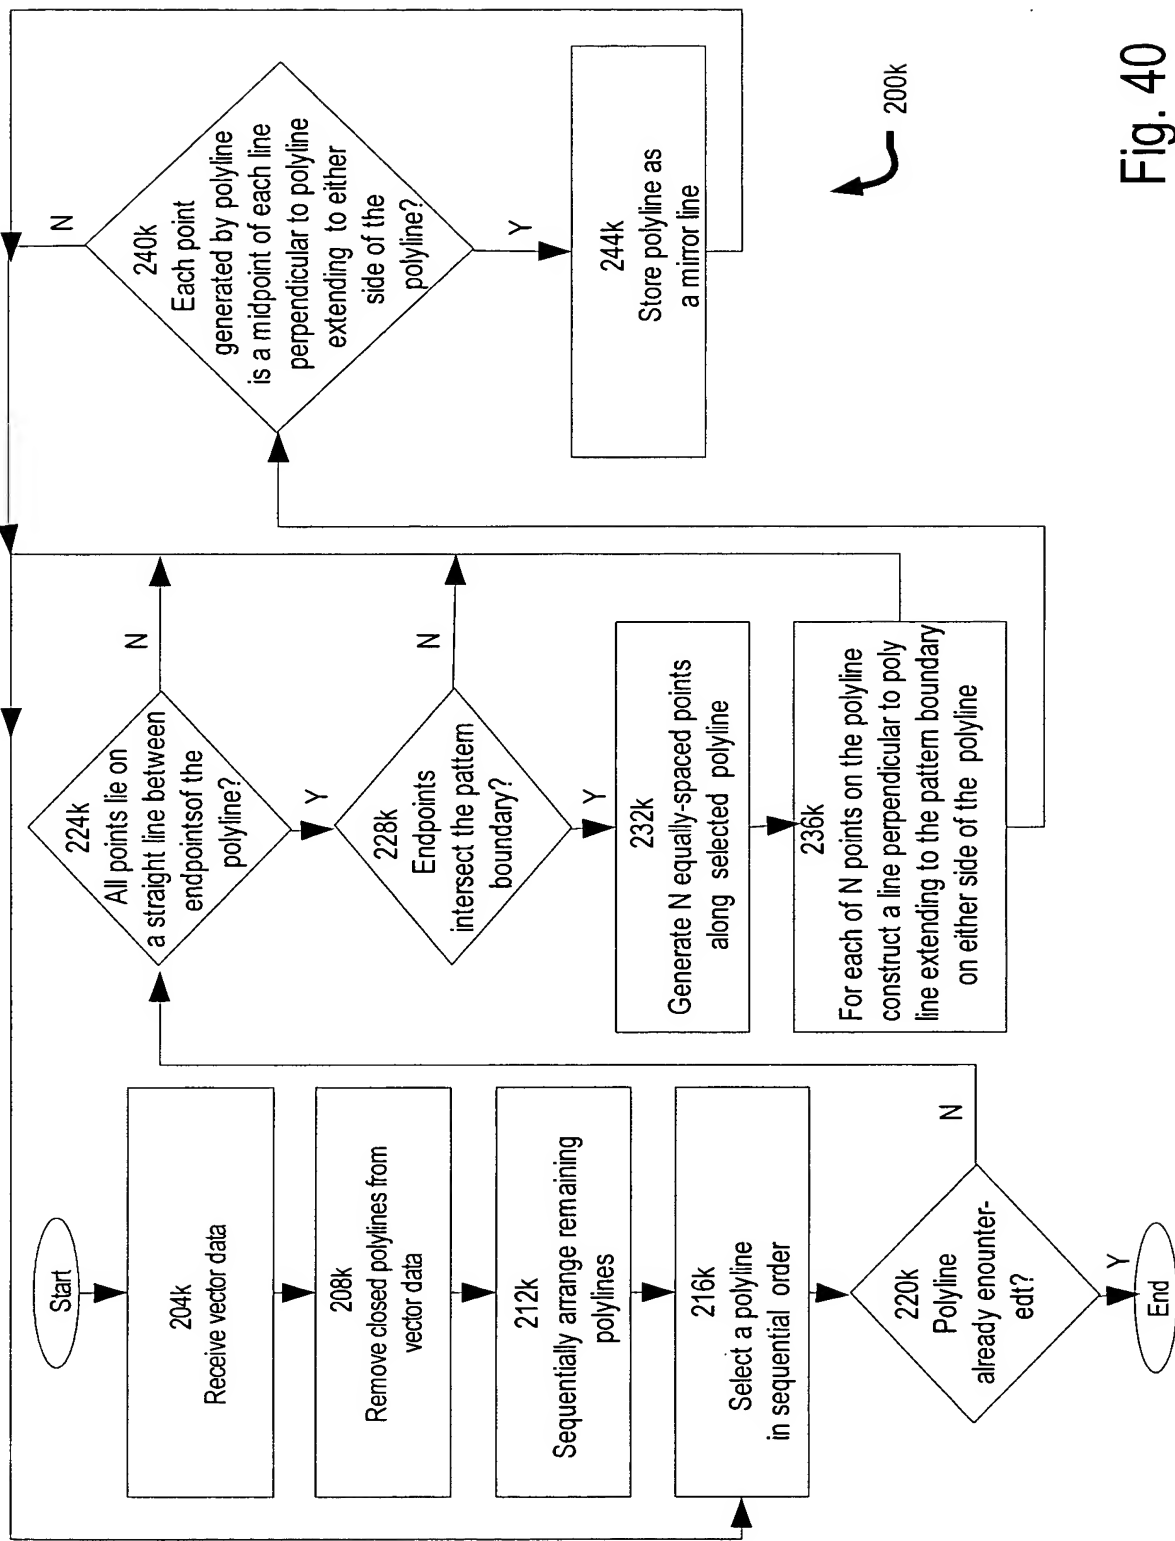 Start
204k
Receive vector data
208k
Remove closed polylines from
vector data
212k
Sequentially arrange remaining
polylines
216k
Select a polyline
in sequential order
220k
Polyline
already enounter-
edt?
N
Y
End
224k
All points lie on
a straight line between
endpointsof the
polyline?
N
Y
228k
Endpoints
intersect the pattern
boundary?
N
Y
232k
Generate N equally-spaced points
along selected polyline
236k
For each of N points on the polyline
construct a line perpendicular to poly
line extending to the pattern boundary
on either side of the polyline
240k
Each point
generated by polyline
is a midpoint of each line
perpendicular to polyline
extending to either
side of the
polyline?
N
Y
244k
Store polyline as
a mirror line
200k
Fig. 40